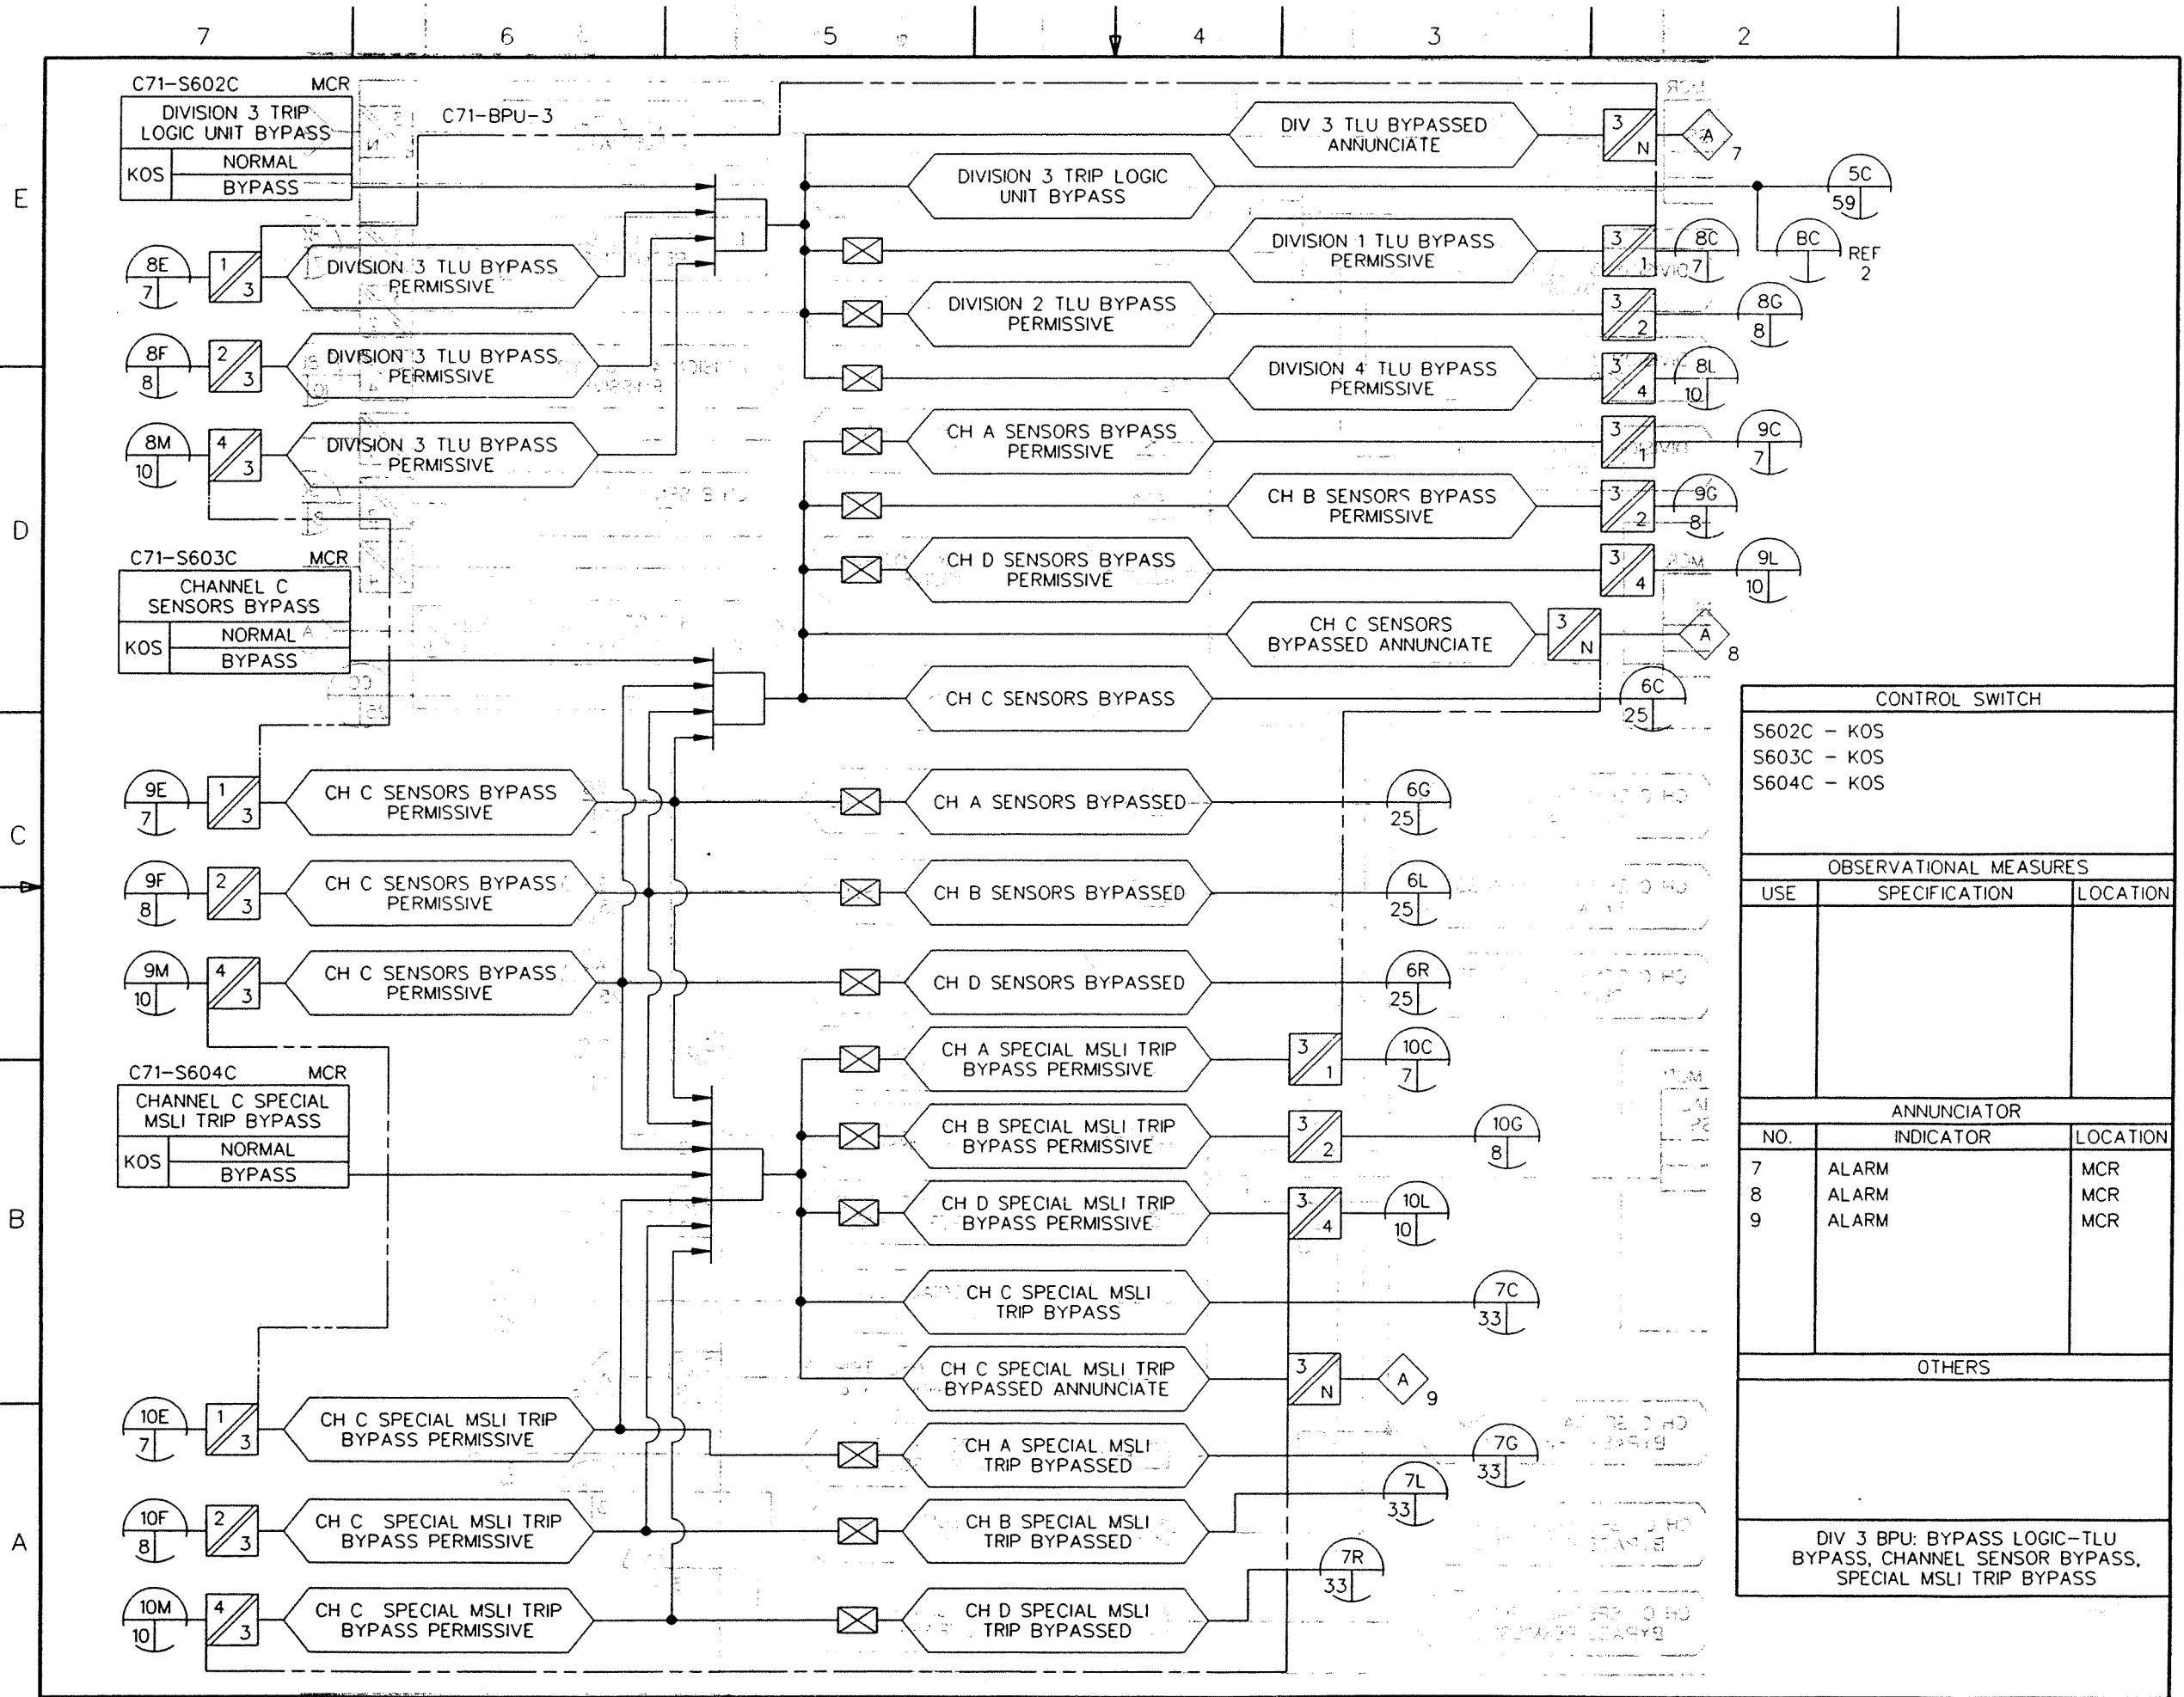 7 6 5 4 3 2
E
D
C
B
A
C71-S602C MCR
DIVISION 3 TRIP
LOGIC UNIT BYPASS
KOS
NORMAL
BYPASS
C71-BPU-3
8E
7
1
3
DIVISION 3 TLU BYPASS
PERMISSIVE
8F
8
2
3
DIVISION 3 TLU BYPASS
PERMISSIVE
8M
10
4
3
DIVISION 3 TLU BYPASS
PERMISSIVE
DIV 3 TLU BYPASSED
ANNUNCIATE
3
N
A
7
DIVISION 3 TRIP LOGIC
UNIT BYPASS
5C
59
BC
REF
2
DIVISION 1 TLU BYPASS
PERMISSIVE
3
1
8C
7
DIVISION 2 TLU BYPASS
PERMISSIVE
3
2
8G
8
DIVISION 4 TLU BYPASS
PERMISSIVE
3
4
8L
10
CH A SENSORS BYPASS
PERMISSIVE
3
1
9C
7
CH B SENSORS BYPASS
PERMISSIVE
3
2
9G
8
CH D SENSORS BYPASS
PERMISSIVE
3
4
9L
10
CH C SENSORS
BYPASSED ANNUNCIATE
3
N
A
8
CH C SENSORS BYPASS
6C
25
C71-S603C MCR
CHANNEL C
SENSORS BYPASS
KOS
NORMAL
BYPASS
9E
7
1
3
CH C SENSORS BYPASS
PERMISSIVE
CH A SENSORS BYPASSED
6G
25
9F
8
2
3
CH C SENSORS BYPASS
PERMISSIVE
CH B SENSORS BYPASSED
6L
25
9M
10
4
3
CH C SENSORS BYPASS
PERMISSIVE
CH D SENSORS BYPASSED
6R
25
C71-S604C MCR
CHANNEL C SPECIAL
MSLI TRIP BYPASS
KOS
NORMAL
BYPASS
CH A SPECIAL MSLI TRIP
BYPASS PERMISSIVE
3
1
10C
7
CH B SPECIAL MSLI TRIP
BYPASS PERMISSIVE
3
2
10G
8
CH D SPECIAL MSLI TRIP
BYPASS PERMISSIVE
3
4
10L
10
CH C SPECIAL MSLI
TRIP BYPASS
7C
33
CH C SPECIAL MSLI TRIP
BYPASSED ANNUNCIATE
3
N
A
9
10E
7
1
3
CH C SPECIAL MSLI TRIP
BYPASS PERMISSIVE
CH A SPECIAL MSLI
TRIP BYPASSED
7G
33
10F
8
2
3
CH C SPECIAL MSLI TRIP
BYPASS PERMISSIVE
CH B SPECIAL MSLI
TRIP BYPASSED
7L
33
10M
10
4
3
CH C SPECIAL MSLI TRIP
BYPASS PERMISSIVE
CH D SPECIAL MSLI
TRIP BYPASSED
7R
33
CONTROL SWITCH
S602C - KOS
S603C - KOS
S604C - KOS
OBSERVATIONAL MEASURES
USE SPECIFICATION LOCATION
ANNUNCIATOR
NO. INDICATOR LOCATION
7 ALARM MCR
8 ALARM MCR
9 ALARM MCR
OTHERS
DIV 3 BPU: BYPASS LOGIC-TLU
BYPASS, CHANNEL SENSOR BYPASS,
SPECIAL MSLI TRIP BYPASS